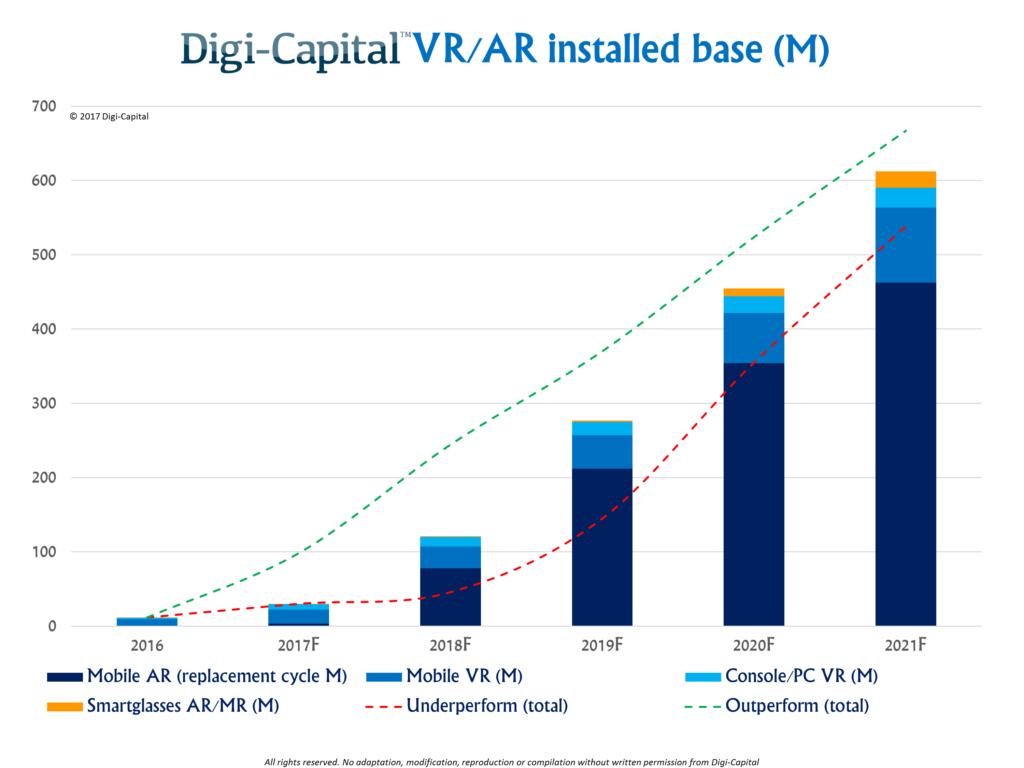 Digi-Capital™ VR/AR installed base (M)
700
© 2017 Digi-Capital
600
500
400
300
200
100
0
2016 2017F 2018F 2019F 2020F 2021F
Mobile AR (replacement cycle M) Mobile VR (M) Console/PC VR (M)
Smartglasses AR/MR (M) Underperform (total) Outperform (total)
All rights reserved. No adaptation, modification, reproduction or compilation without written permission from Digi-Capital